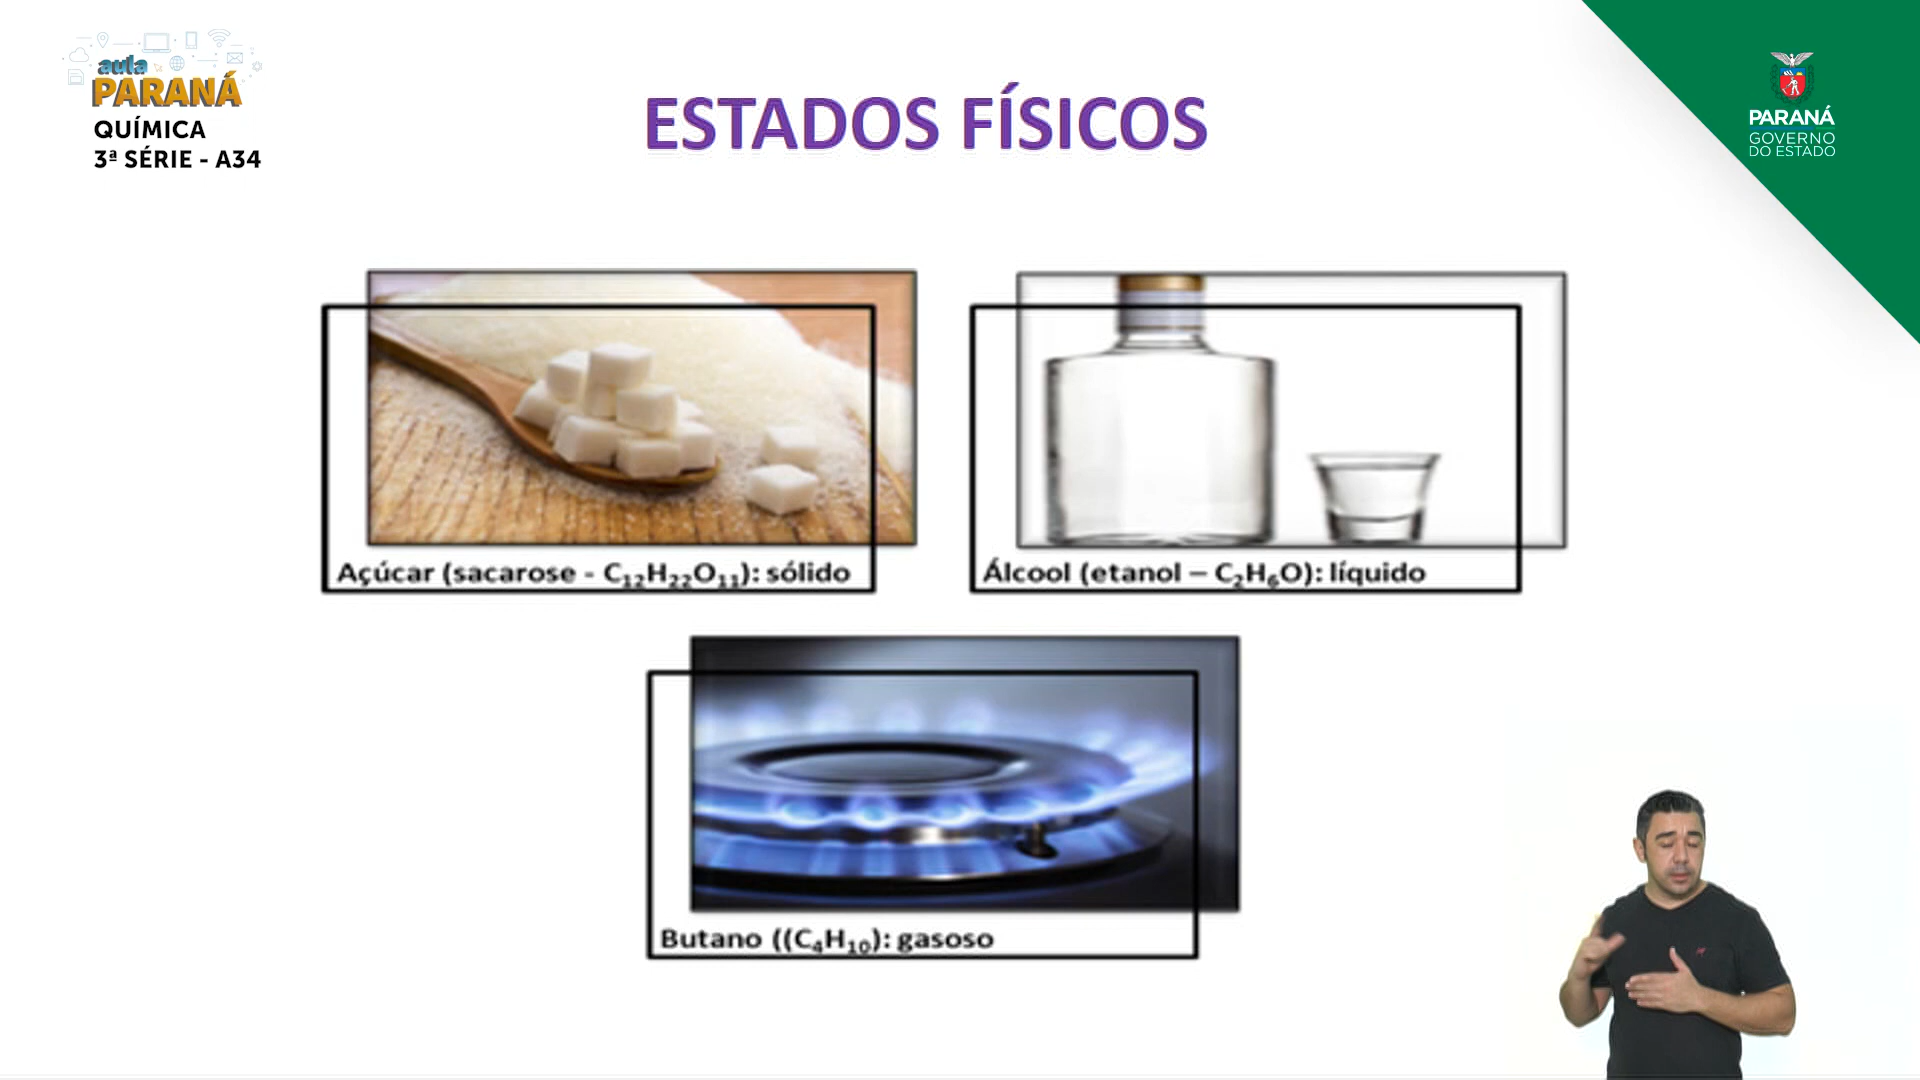 aula
PARANÁ
QUÍMICA
3ª SÉRIE - A34
ESTADOS FÍSICOS
PARANÁ
GOVERNO
DO ESTADO
Açúcar (sacarose - C₁₂H₂₂O₁₁): sólido
Álcool (etanol – C₂H₆O): líquido
Butano ((C₄H₁₀): gasoso